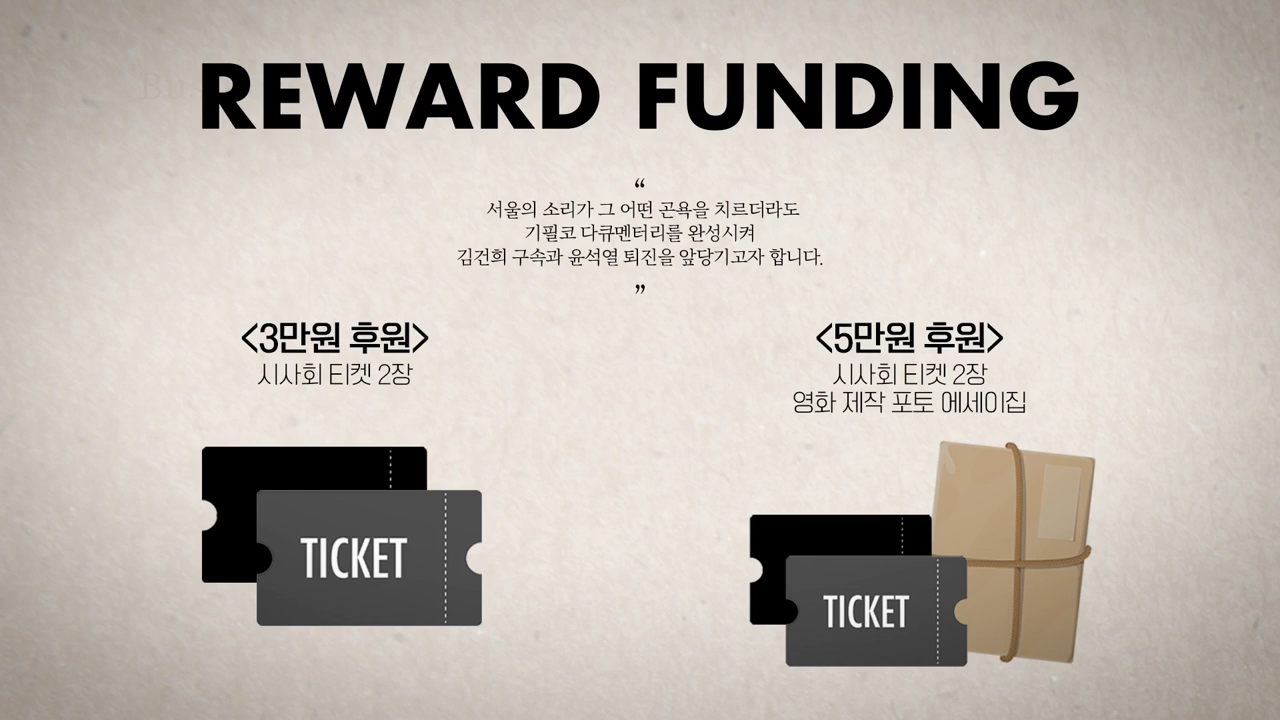 REWARD FUNDING
“
서울의 소리가 그 어떤 곤욕을 치르더라도
기필코 다큐멘터리를 완성시켜
김건희 구속과 윤석열 퇴진을 앞당기고자 합니다.
”
<3만원 후원>
시사회 티켓 2장
<5만원 후원>
시사회 티켓 2장
영화 제작 포토 에세이집
TICKET
TICKET